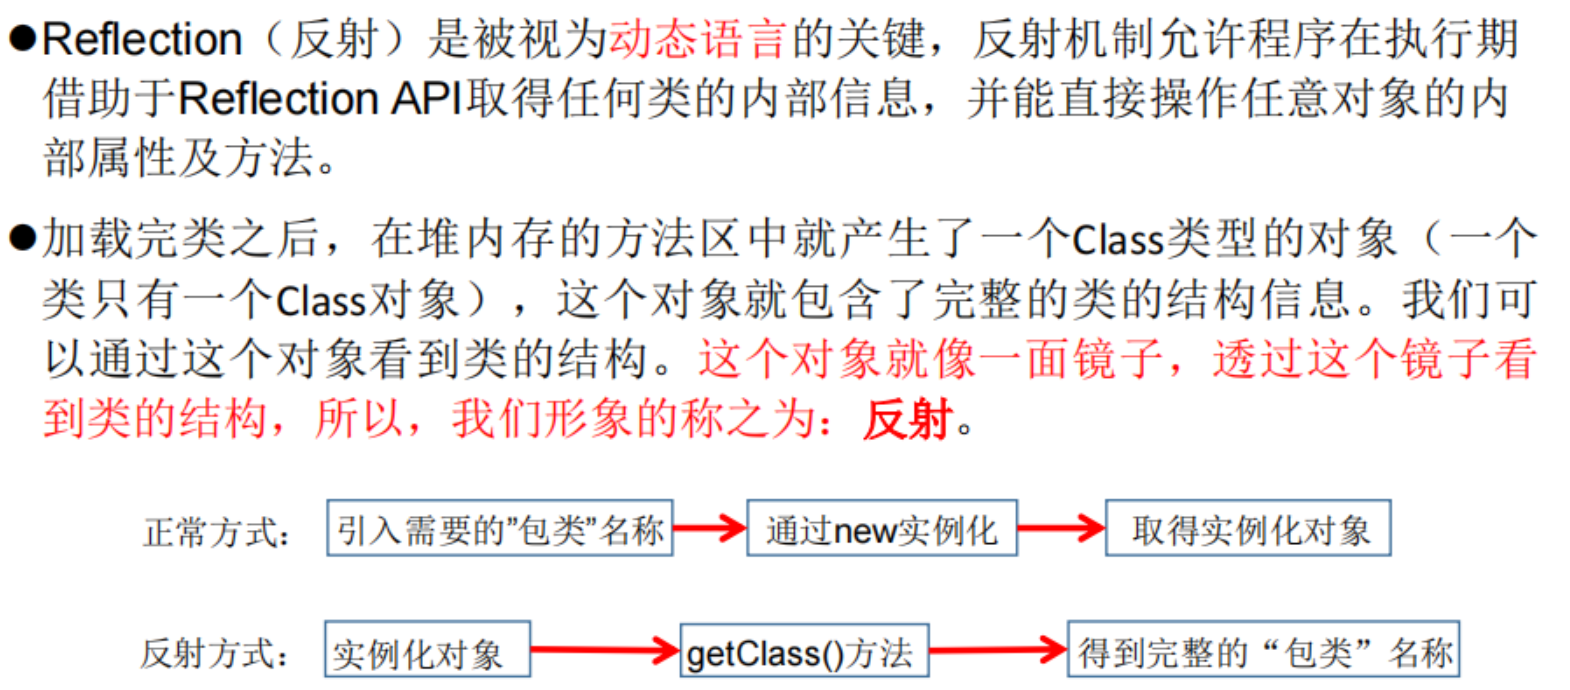 ●Reflection（反射）是被视为动态语言的关键，反射机制允许程序在执行期
借助于Reflection API取得任何类的内部信息，并能直接操作任意对象的内
部属性及方法。
●加载完类之后，在堆内存的方法区中就产生了一个Class类型的对象（一个
类只有一个Class对象），这个对象就包含了完整的类的结构信息。我们可
以通过这个对象看到类的结构。这个对象就像一面镜子，透过这个镜子看
到类的结构，所以，我们形象的称之为：反射。
正常方式： 引入需要的”包类”名称 通过new实例化 取得实例化对象
反射方式： 实例化对象 getClass()方法 得到完整的“包类”名称